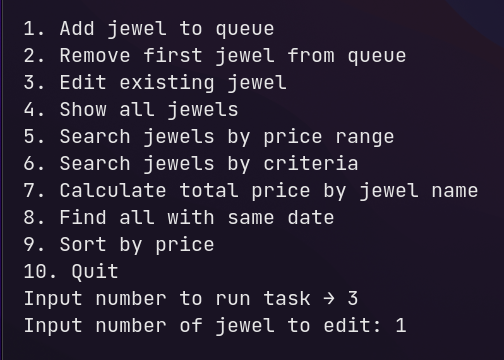 1. Add jewel to queue
2. Remove first jewel from queue
3. Edit existing jewel
4. Show all jewels
5. Search jewels by price range
6. Search jewels by criteria
7. Calculate total price by jewel name
8. Find all with same date
9. Sort by price
10. Quit
Input number to run task → 3
Input number of jewel to edit: 1